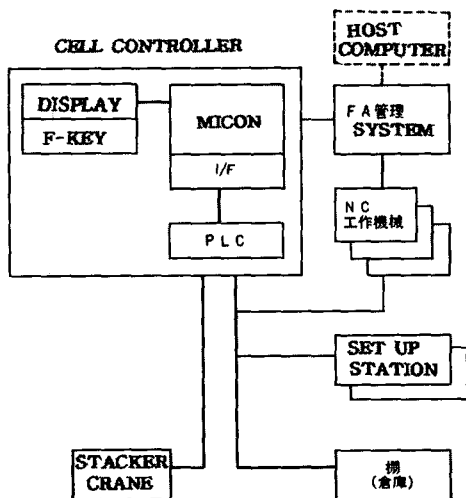 HOST
COMPUTER
CELL CONTROLLER
DISPLAY
F-KEY
MICON
I/F
PLC
FA管理
SYSTEM
NC
工作機械
SET UP
STATION
STACKER
CRANE
棚
(倉庫)